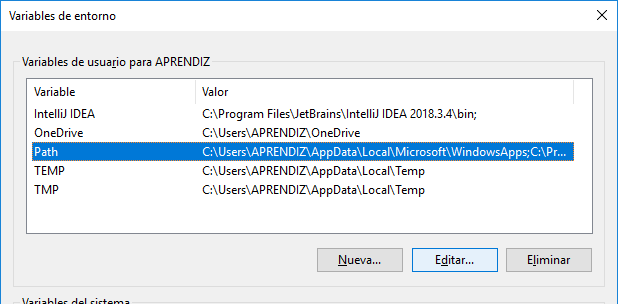 Variables de entorno
Variables de usuario para APRENDIZ
Variable Valor
IntelliJ IDEA C:\Program Files\JetBrains\IntelliJ IDEA 2018.3.4\bin;
OneDrive C:\Users\APRENDIZ\OneDrive
Path C:\Users\APRENDIZ\AppData\Local\Microsoft\WindowsApps;C:\Pr...
TEMP C:\Users\APRENDIZ\AppData\Local\Temp
TMP C:\Users\APRENDIZ\AppData\Local\Temp
Nueva... Editar... Eliminar
Variables del sistema